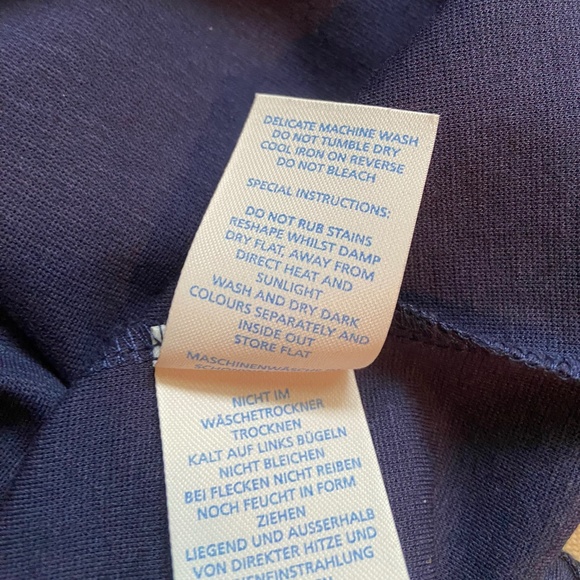 DELICATE MACHINE WASH
DO NOT TUMBLE DRY
COOL IRON ON REVERSE
DO NOT BLEACH
SPECIAL INSTRUCTIONS:
DO NOT RUB STAINS
RESHAPE WHILST DAMP
DRY FLAT, AWAY FROM
DIRECT HEAT AND
SUNLIGHT
WASH AND DRY DARK
COLOURS SEPARATELY AND
INSIDE OUT
STORE FLAT
NICHT IM
WÄSCHETROCKNER
TROCKNEN
KALT AUF LINKS BÜGELN
NICHT BLEICHEN
BEI FLECKEN NICHT REIBEN
NOCH FEUCHT IN FORM
ZIEHEN
LIEGEND UND AUSSERHALB
VON DIREKTER HITZE UND